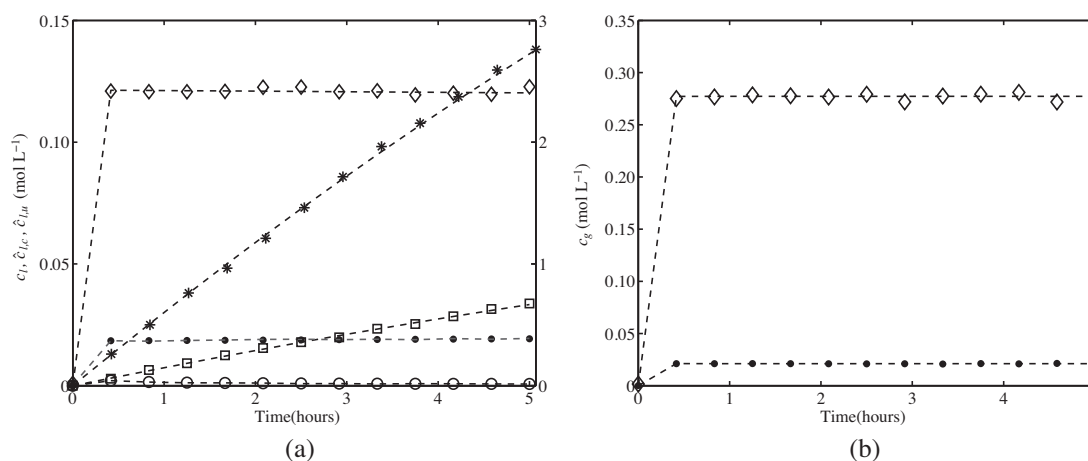 0.15
0.10
0.05
0
3
2
1
0
0 1 2 3 4 5
c_l, ĉ_{l,c}, ĉ_{l,u} (mol L⁻¹)
Time(hours)
(a)
0.35
0.30
0.25
0.20
0.15
0.10
0.05
0
0 1 2 3 4
c_g (mol L⁻¹)
Time(hours)
(b)